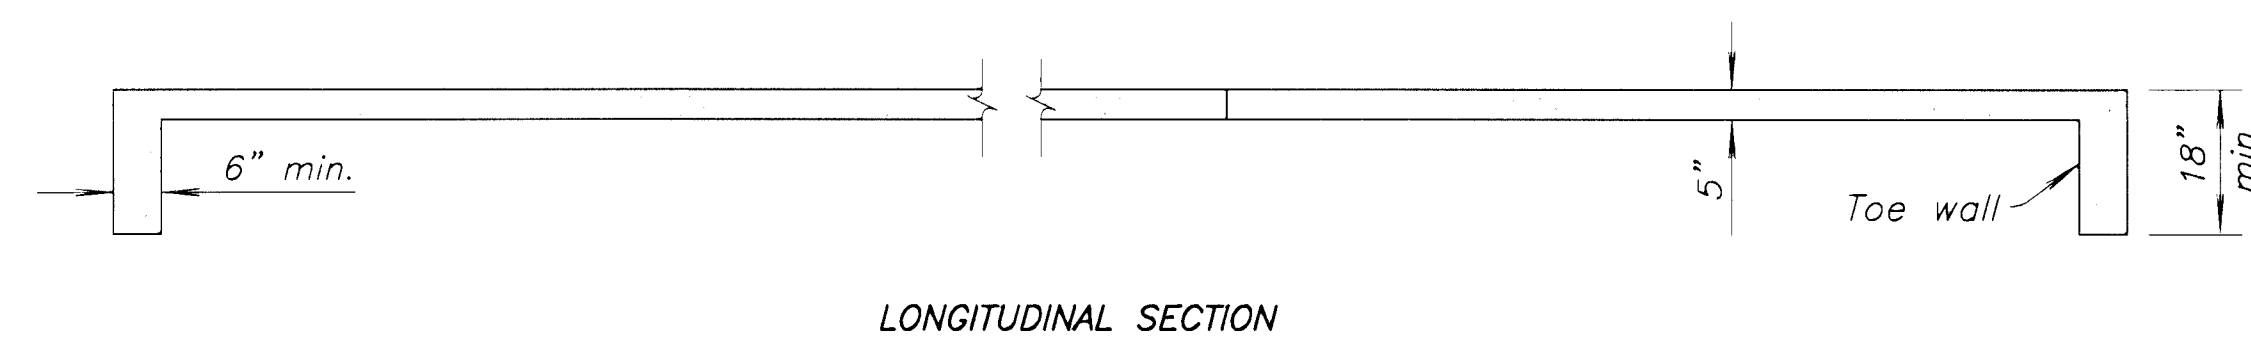 6" min.
5"
Toe wall
18"
min
LONGITUDINAL SECTION